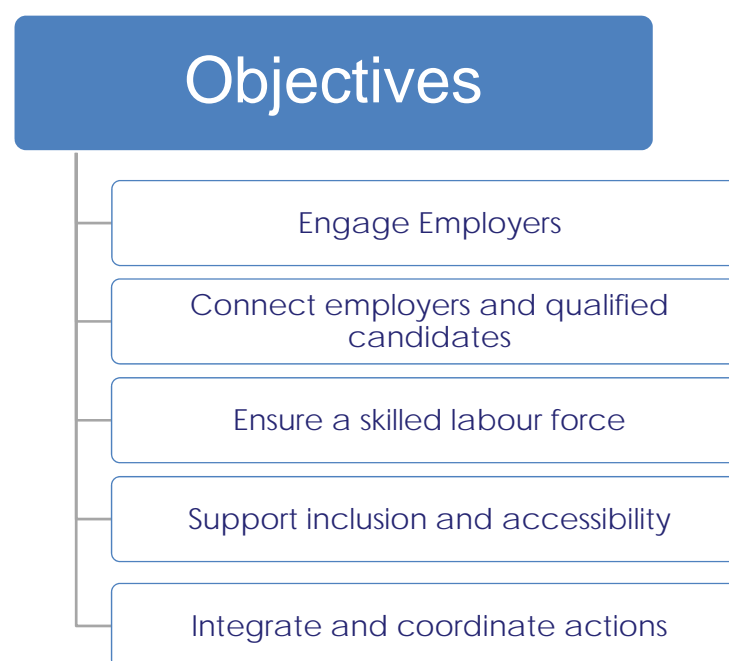 Objectives
Engage Employers
Connect employers and qualified
candidates
Ensure a skilled labour force
Support inclusion and accessibility
Integrate and coordinate actions